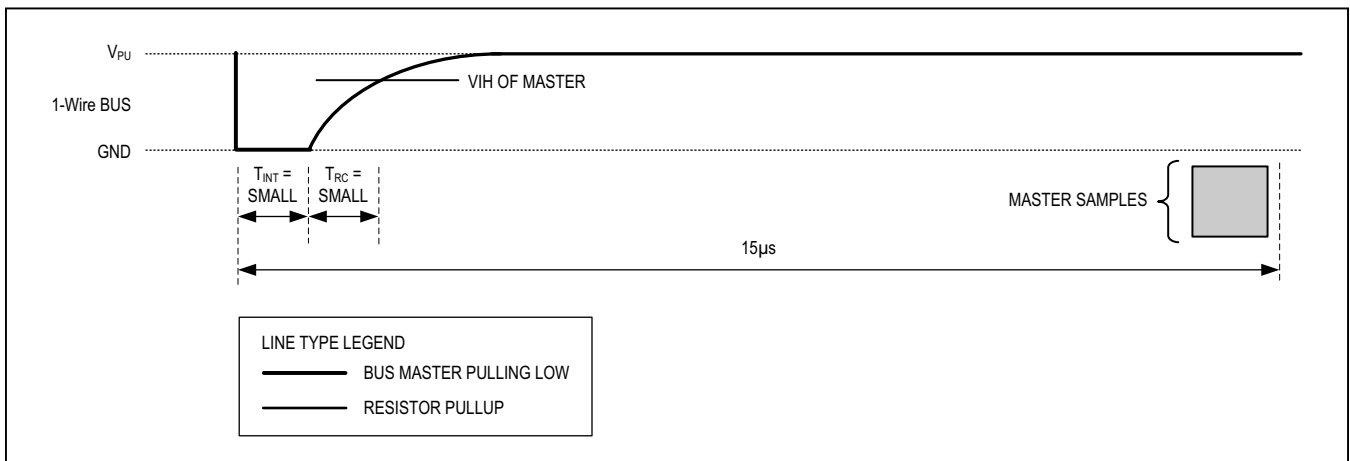 VPU
VIH OF MASTER
1-Wire BUS
GND
TINT =
SMALL
TRC =
SMALL
MASTER SAMPLES
15µs
LINE TYPE LEGEND
BUS MASTER PULLING LOW
RESISTOR PULLUP